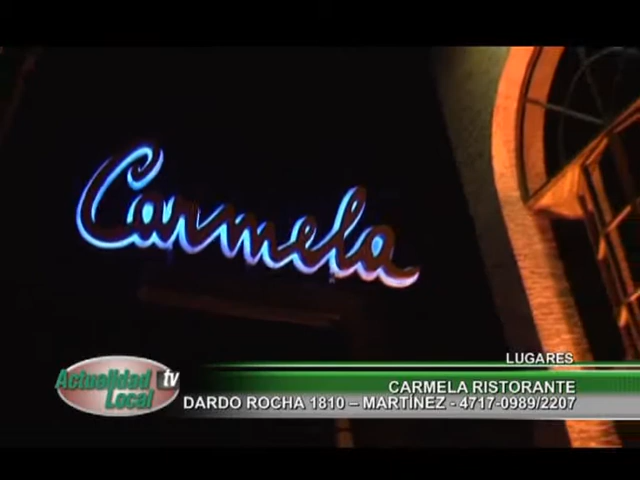 Carmela
LUGARES
CARMELA RISTORANTE
DARDO ROCHA 1810 – MARTÍNEZ - 4717-0989/2207
Actualidad tv
Local